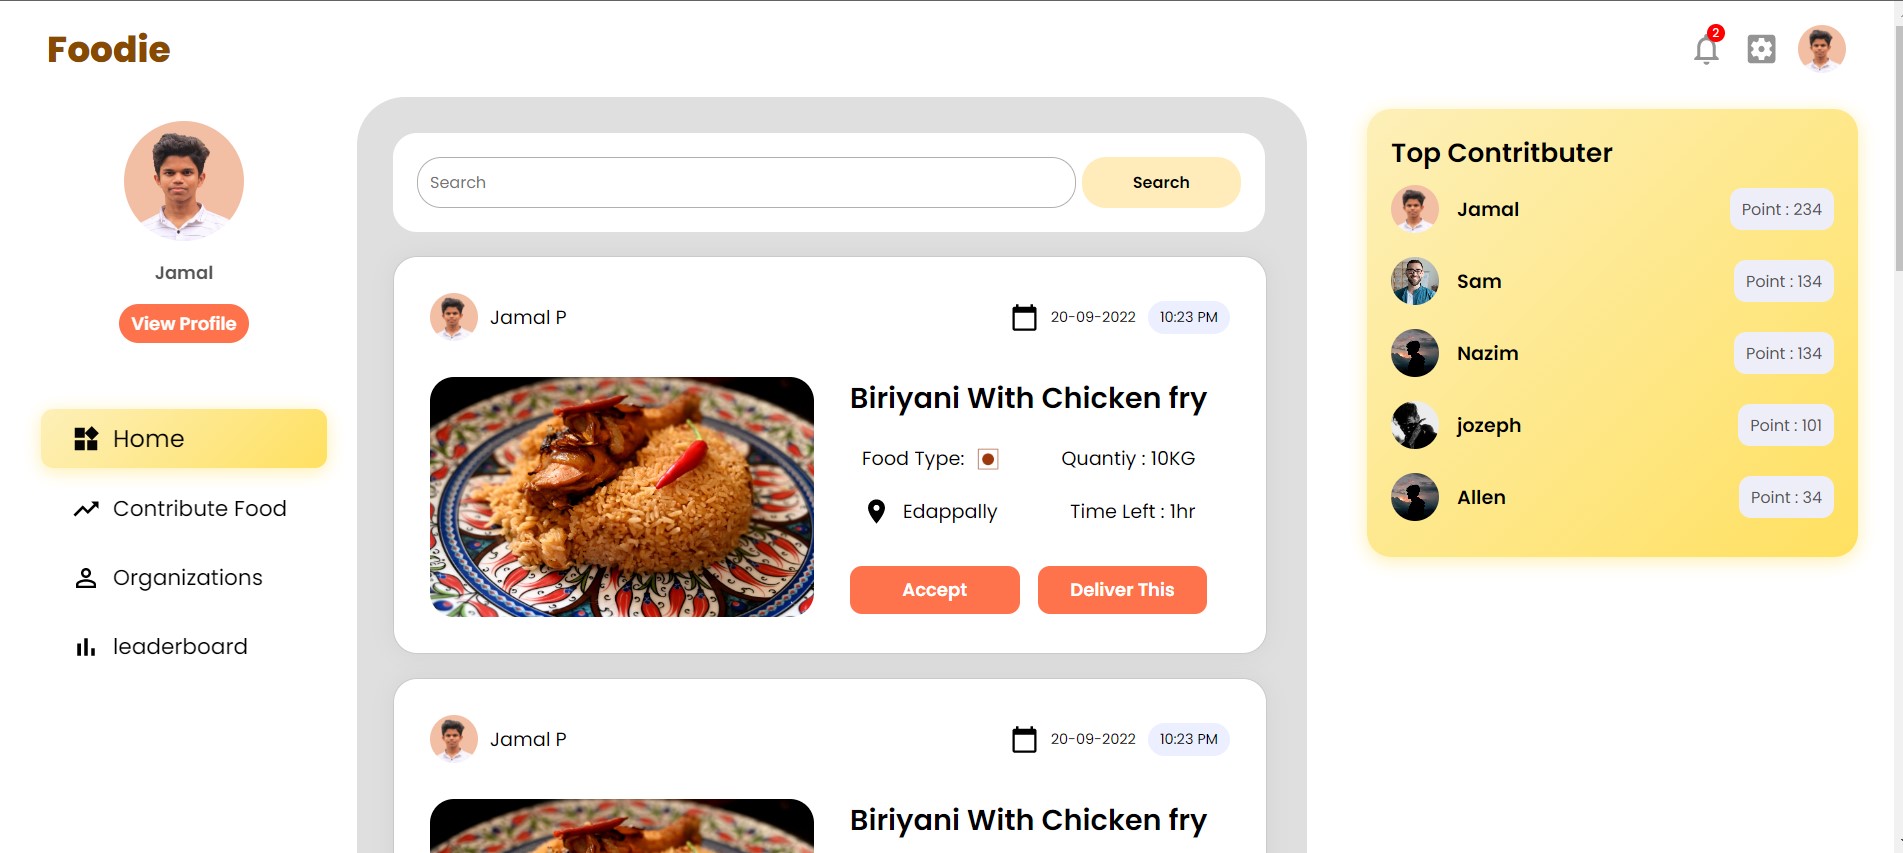 Foodie
2
Jamal
View Profile
Home
Contribute Food
Organizations
leaderboard
Search
Search
Jamal P
20-09-2022
10:23 PM
Biriyani With Chicken fry
Food Type:
Quantiy : 10KG
Edappally
Time Left : 1hr
Accept
Deliver This
Jamal P
20-09-2022
10:23 PM
Biriyani With Chicken fry
Top Contritbuter
Jamal
Point : 234
Sam
Point : 134
Nazim
Point : 134
jozeph
Point : 101
Allen
Point : 34